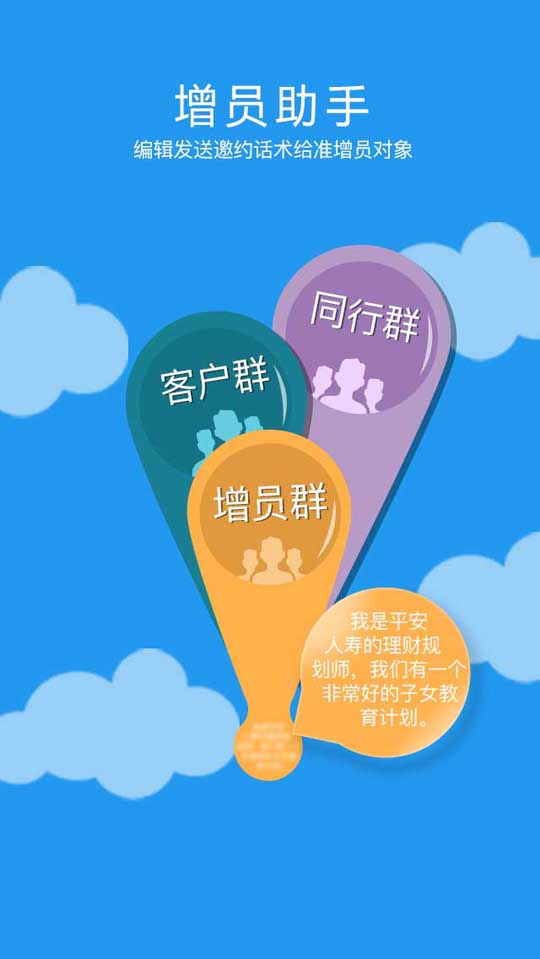 增员助手
编辑发送邀约话术给准增员对象
同行群
客户群
增员群
我是平安
人寿的理财规
划师，我们有一个
非常好的子女教
育计划。